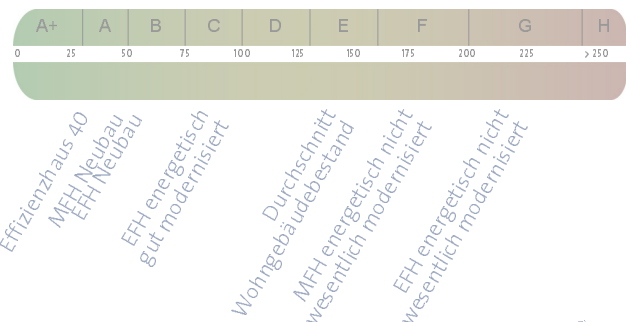 A+ A B C D E F G H
0 25 50 75 100 125 150 175 200 225 >250
Effizienzhaus 40
MFH Neubau
EFH Neubau
EFH energetisch
gut modernisiert
Durchschnitt
Wohngebäudebestand
MFH energetisch nicht
wesentlich modernisiert
EFH energetisch nicht
wesentlich modernisiert